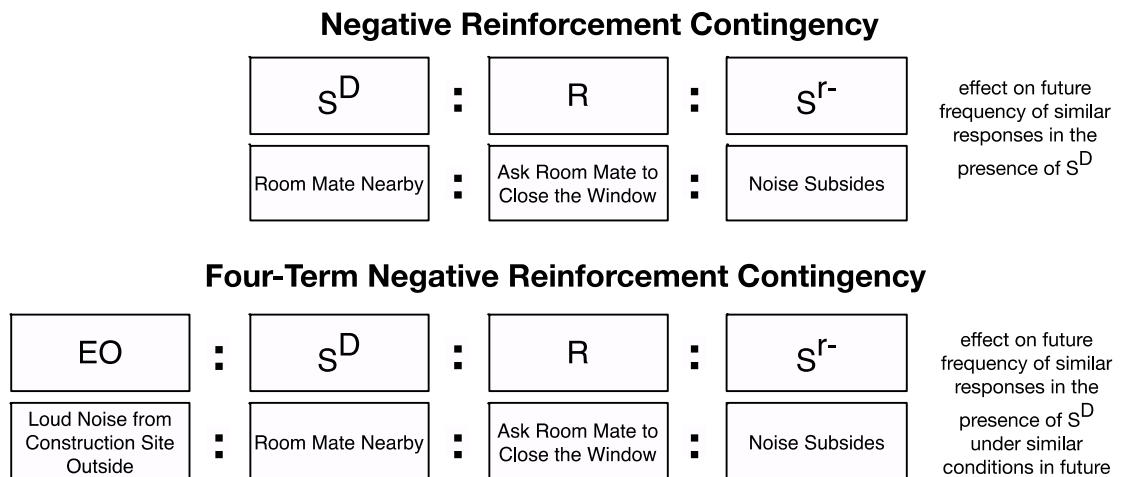 Negative Reinforcement Contingency
S^D : R : S^r-
effect on future
frequency of similar
responses in the
presence of S^D
Room Mate Nearby : Ask Room Mate to
Close the Window : Noise Subsides
Four-Term Negative Reinforcement Contingency
EO : S^D : R : S^r-
effect on future
frequency of similar
responses in the
presence of S^D
under similar
conditions in future
Loud Noise from
Construction Site
Outside : Room Mate Nearby : Ask Room Mate to
Close the Window : Noise Subsides